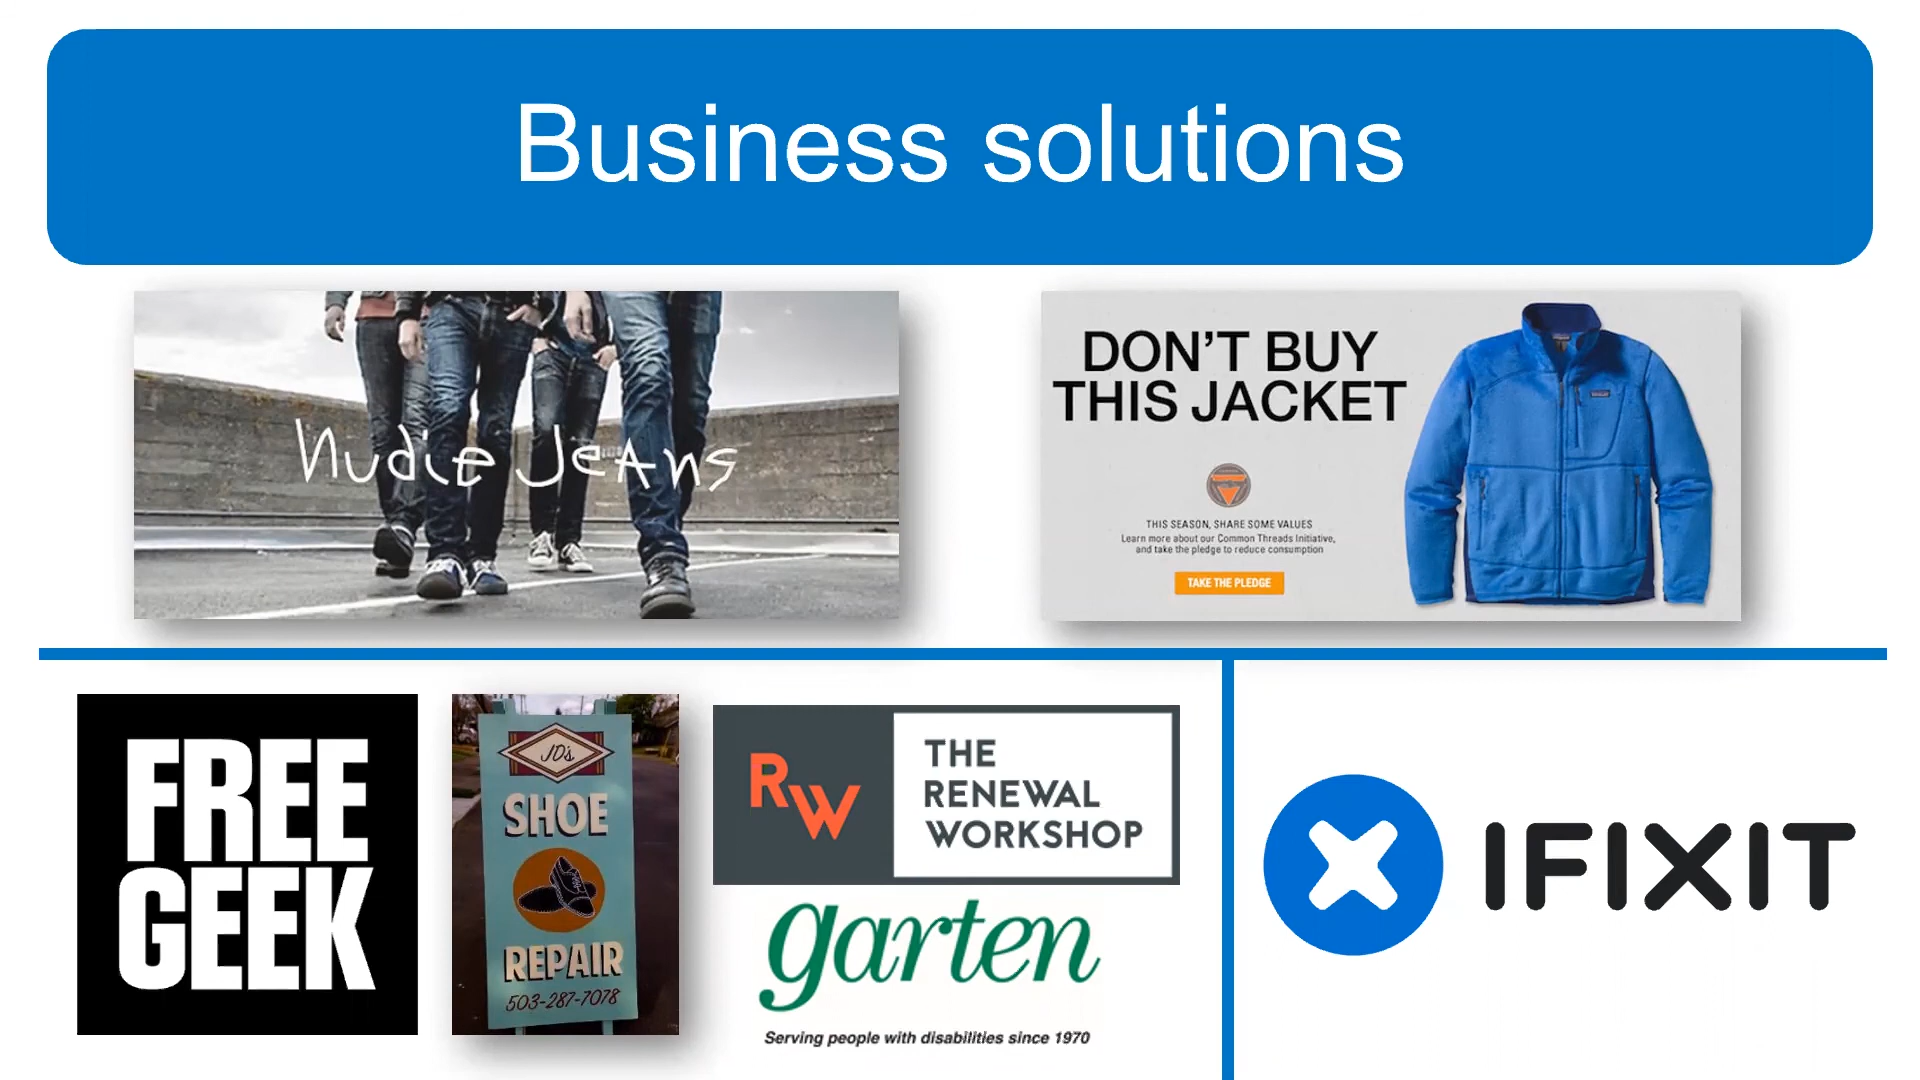 Business solutions
Nudie Jeans
DON'T BUY
THIS JACKET
THIS SEASON, SHARE SOME VALUES
Learn more about our Common Threads Initiative,
and take the pledge to reduce consumption
TAKE THE PLEDGE
FREE
GEEK
JD's
SHOE
REPAIR
503-287-7078
RW
THE
RENEWAL
WORKSHOP
garten
Serving people with disabilities since 1970
IFIXIT